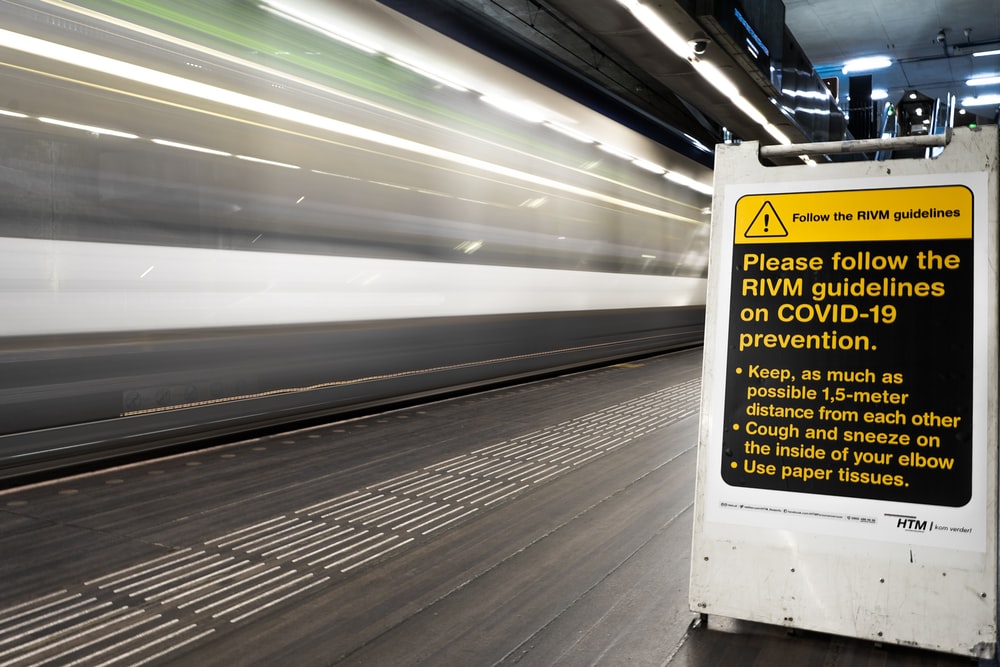 Follow the RIVM guidelines
Please follow the
RIVM guidelines
on COVID-19
prevention.
• Keep, as much as
possible 1,5-meter
distance from each other
• Cough and sneeze on
the inside of your elbow
• Use paper tissues.
HTM | kom verder!